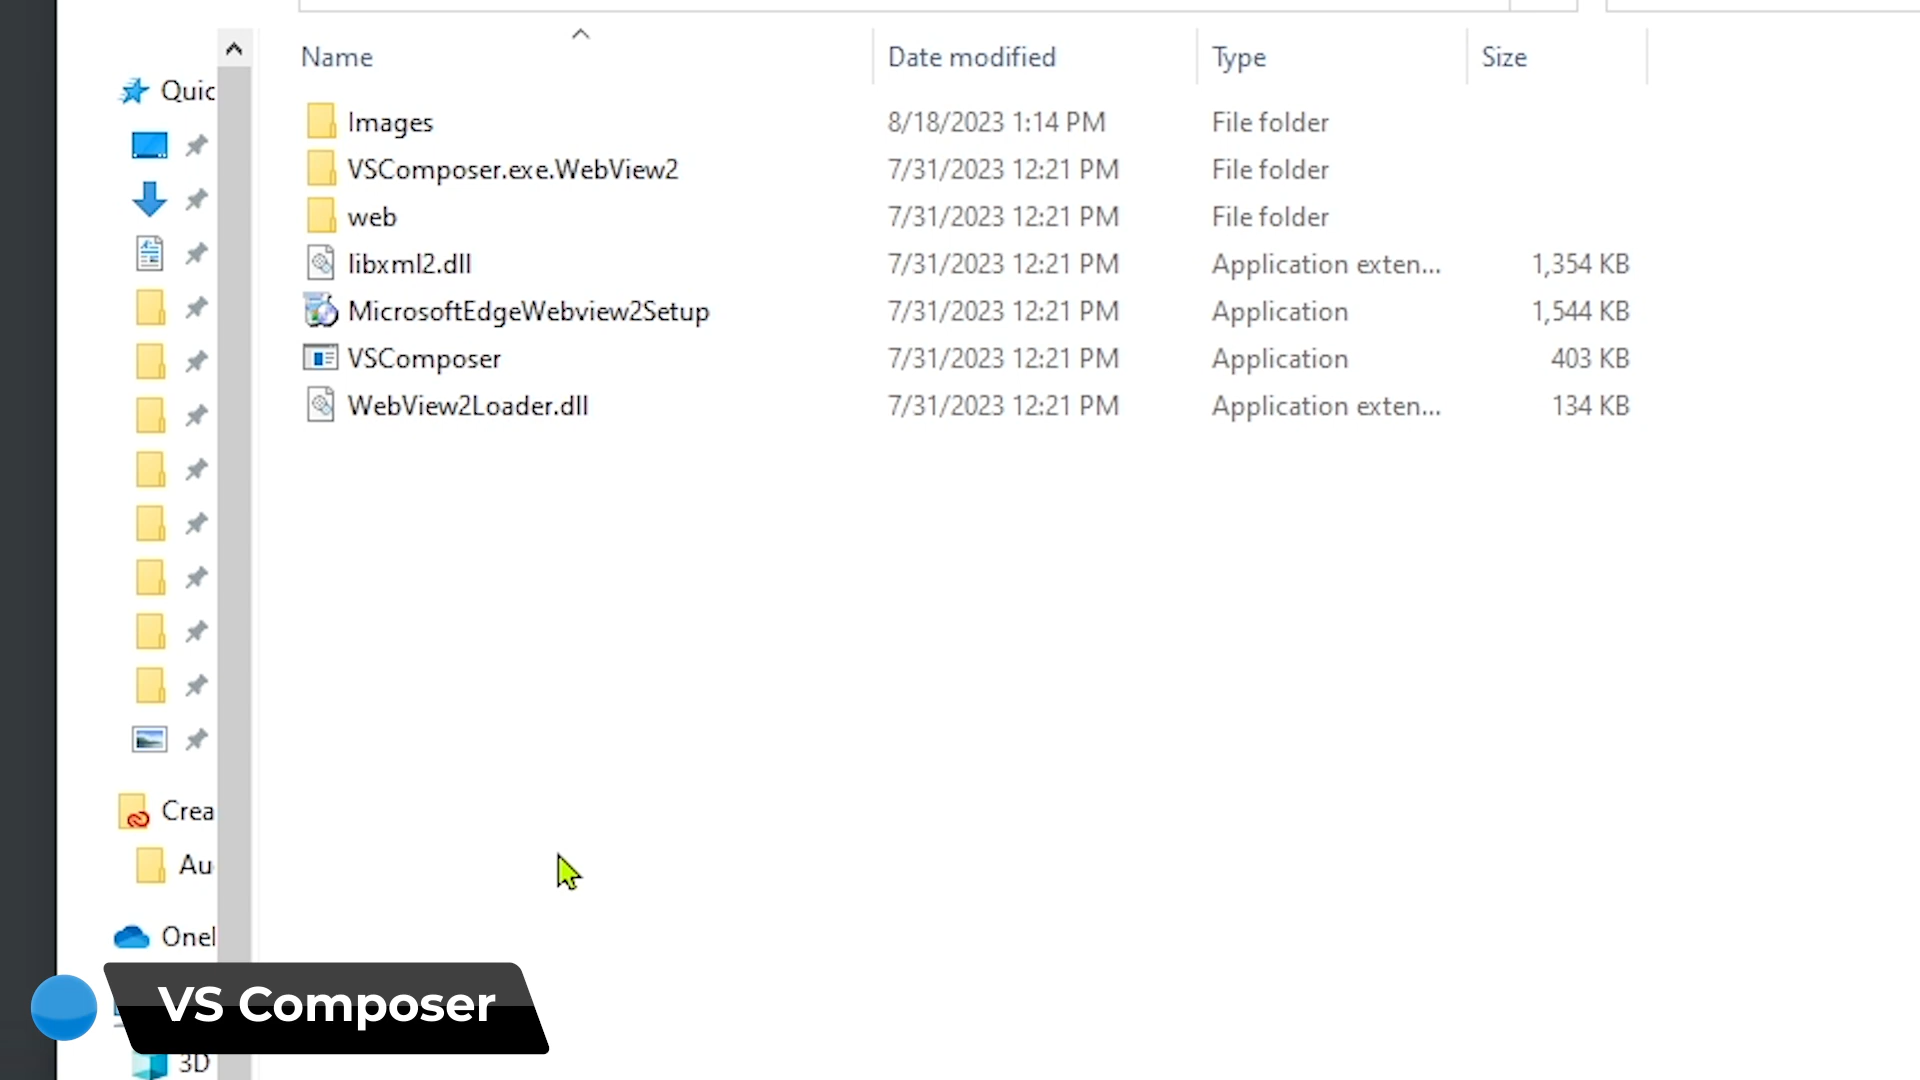 Name Date modified Type Size
Quic
Images 8/18/2023 1:14 PM File folder
VSComposer.exe.WebView2 7/31/2023 12:21 PM File folder
web 7/31/2023 12:21 PM File folder
libxml2.dll 7/31/2023 12:21 PM Application exten... 1,354 KB
MicrosoftEdgeWebview2Setup 7/31/2023 12:21 PM Application 1,544 KB
VSComposer 7/31/2023 12:21 PM Application 403 KB
WebView2Loader.dll 7/31/2023 12:21 PM Application exten... 134 KB
Crea
Au
One
VS Composer
3D